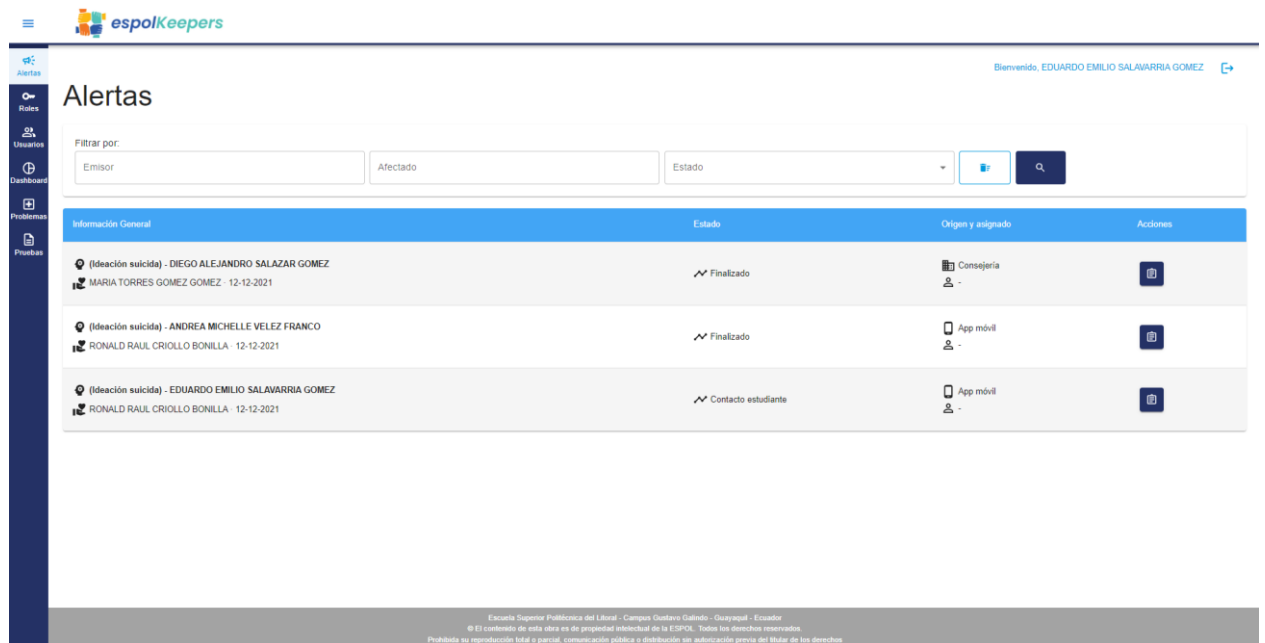 espolKeepers
Bienvenido, EDUARDO EMILIO SALAVARRIA GOMEZ
Alertas
Roles
Usuarios
Dashboard
Problemas
Pruebas
Alertas
Filtrar por:
Emisor Afectado Estado
Información General Estado Origen y asignado Acciones
(Ideación suicida) - DIEGO ALEJANDRO SALAZAR GOMEZ
MARIA TORRES GOMEZ GOMEZ · 12-12-2021
Finalizado
Consejería
-
(Ideación suicida) - ANDREA MICHELLE VELEZ FRANCO
RONALD RAUL CRIOLLO BONILLA · 12-12-2021
Finalizado
App móvil
-
(Ideación suicida) - EDUARDO EMILIO SALAVARRIA GOMEZ
RONALD RAUL CRIOLLO BONILLA · 12-12-2021
Contacto estudiante
App móvil
-
Escuela Superior Politécnica del Litoral - Campus Gustavo Galindo - Guayaquil - Ecuador
© El contenido de esta obra es de propiedad intelectual de la ESPOL. Todos los derechos reservados.
Prohibida su reproducción total o parcial, comunicación pública o distribución sin autorización previa del titular de los derechos